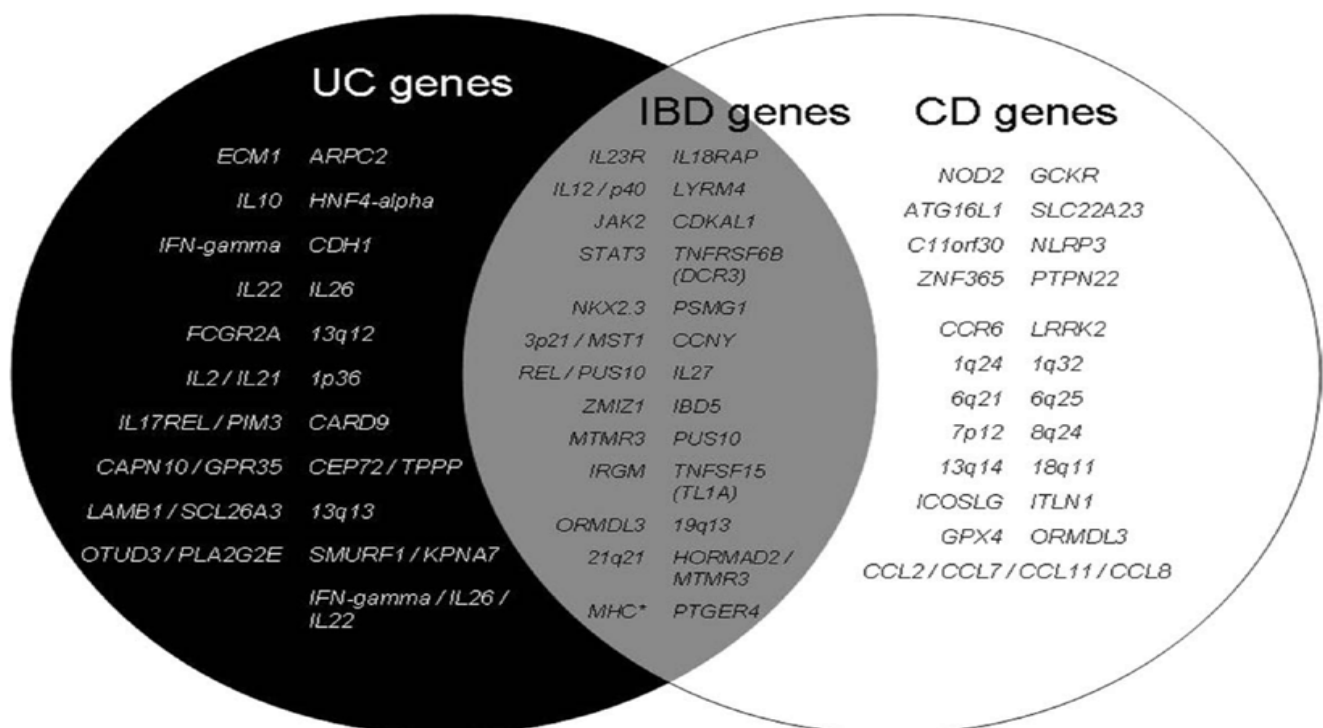 UC genes
ECM1 ARPC2
IL10 HNF4-alpha
IFN-gamma CDH1
IL22 IL26
FCGR2A 13q12
IL2 / IL21 1p36
IL17REL / PIM3 CARD9
CAPN10 / GPR35 CEP72 / TPPP
LAMB1 / SCL26A3 13q13
OTUD3 / PLA2G2E SMURF1 / KPNA7
IFN-gamma / IL26 /
IL22
IBD genes
IL23R IL18RAP
IL12 / p40 LYRM4
JAK2 CDKAL1
STAT3 TNFRSF6B
(DCR3)
NKX2.3 PSMG1
3p21 / MST1 CCNY
REL / PUS10 IL27
ZMIZ1 IBD5
MTMR3 PUS10
IRGM TNFSF15
(TL1A)
ORMDL3 19q13
21q21 HORMAD2 /
MTMR3
MHC* PTGER4
CD genes
NOD2 GCKR
ATG16L1 SLC22A23
C11orf30 NLRP3
ZNF365 PTPN22
CCR6 LRRK2
1q24 1q32
6q21 6q25
7p12 8q24
13q14 18q11
ICOSLG ITLN1
GPX4 ORMDL3
CCL2 / CCL7 / CCL11 / CCL8